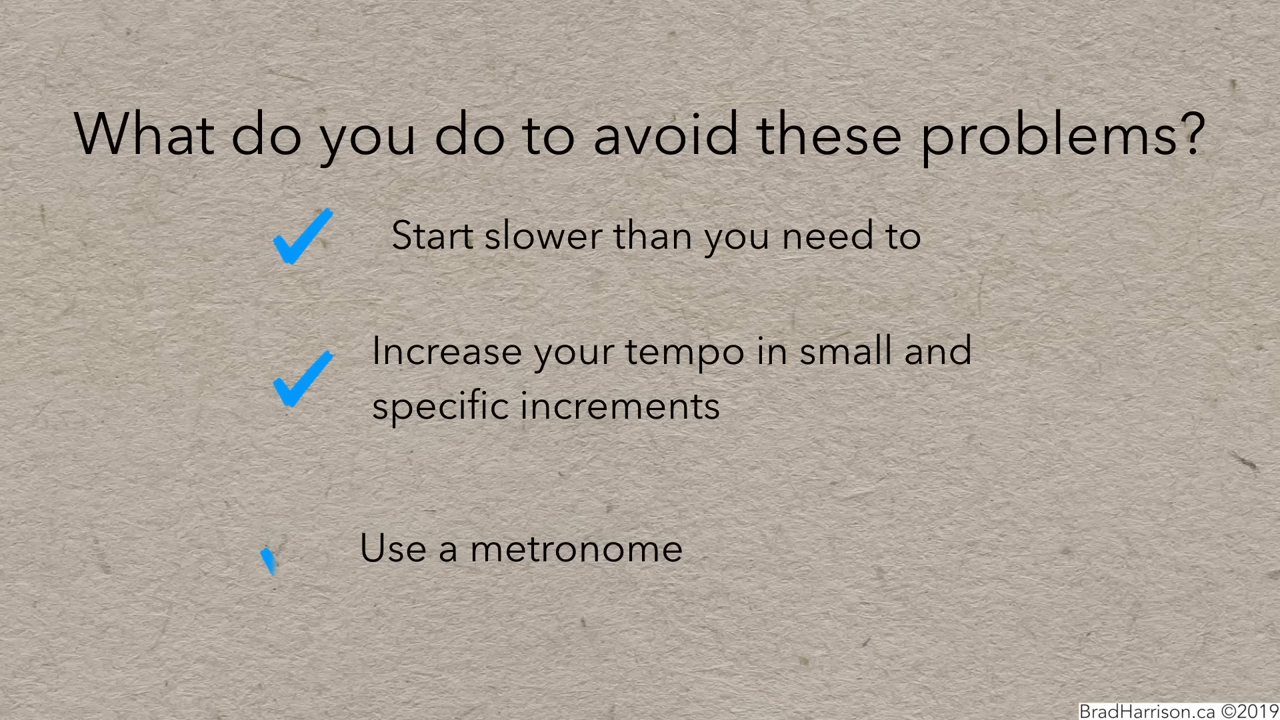 What do you do to avoid these problems?
Start slower than you need to
Increase your tempo in small and
specific increments
Use a metronome
BradHarrison.ca ©2019